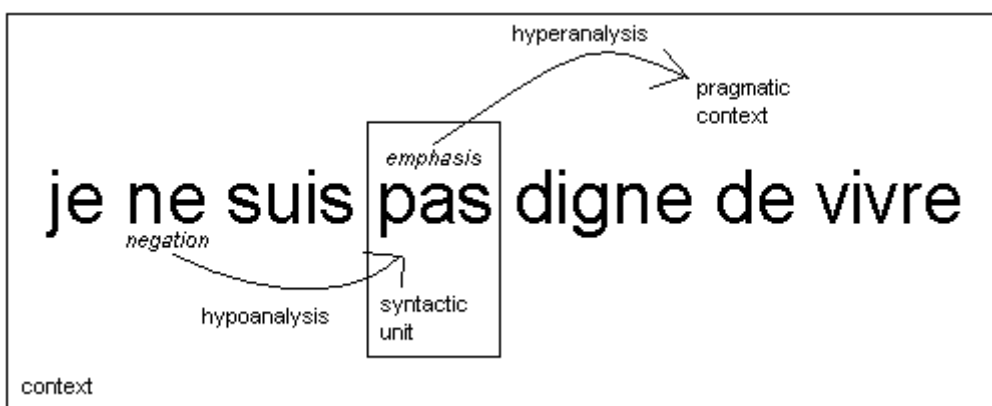 hyperanalysis
pragmatic
context
emphasis
je ne suis pas digne de vivre
negation
hypoanalysis
syntactic
unit
context